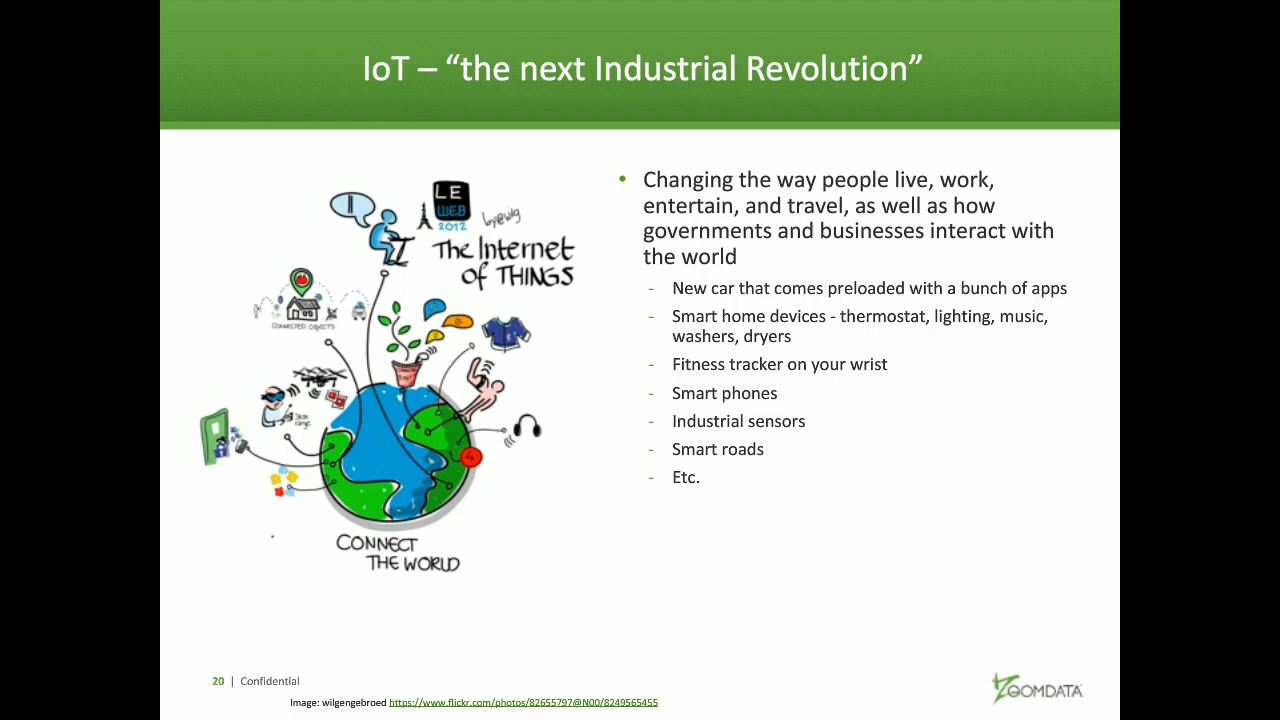 IoT – “the next Industrial Revolution”
LE
WEB
2012
by@wilg
The Internet
of THINGS
CONNECTED OBJECTS
3km
range
CONNECT
THE WORLD
• Changing the way people live, work,
entertain, and travel, as well as how
governments and businesses interact with
the world
- New car that comes preloaded with a bunch of apps
- Smart home devices - thermostat, lighting, music,
washers, dryers
- Fitness tracker on your wrist
- Smart phones
- Industrial sensors
- Smart roads
- Etc.
20 | Confidential
ZOOMDATA
Image: wilgengebroed https://www.flickr.com/photos/82655797@N00/8249565455